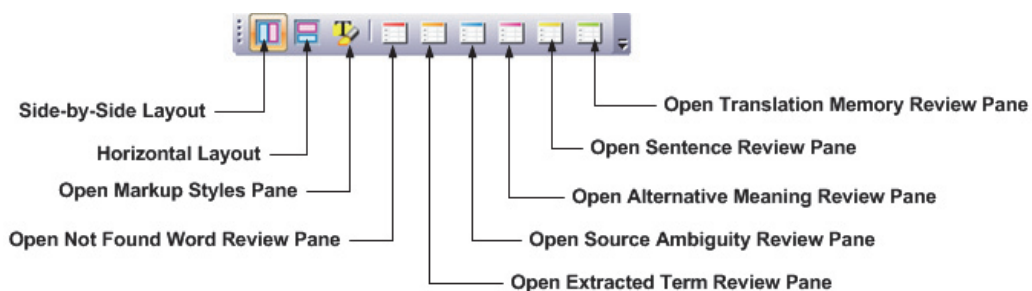 Side-by-Side Layout
Open Translation Memory Review Pane
Horizontal Layout
Open Sentence Review Pane
Open Markup Styles Pane
Open Alternative Meaning Review Pane
Open Not Found Word Review Pane
Open Source Ambiguity Review Pane
Open Extracted Term Review Pane